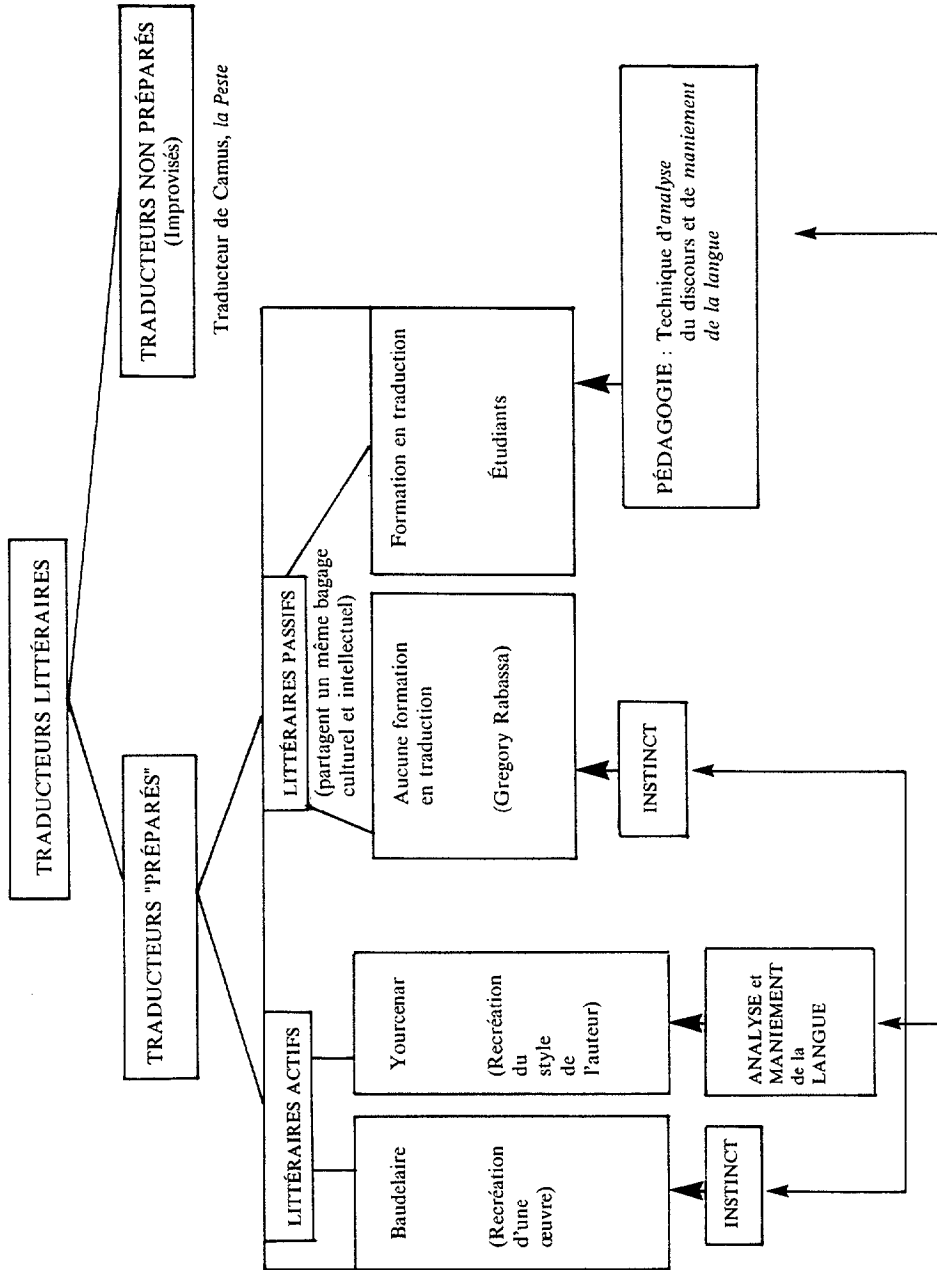 TRADUCTEURS LITTÉRAIRES
TRADUCTEURS "PRÉPARÉS"
TRADUCTEURS NON PRÉPARÉS
(Improvisés)
Traducteur de Camus, la Peste
LITTÉRAIRES ACTIFS
LITTÉRAIRES PASSIFS
(partagent un même bagage
culturel et intellectuel)
Baudelaire
(Recréation
d'une
œuvre)
Yourcenar
(Recréation
du
style
de
l'auteur)
Aucune formation
en traduction
(Gregory Rabassa)
Formation en traduction
Étudiants
INSTINCT
ANALYSE et
MANIEMENT
de la
LANGUE
INSTINCT
PÉDAGOGIE : Technique d'analyse
du discours et de maniement
de la langue